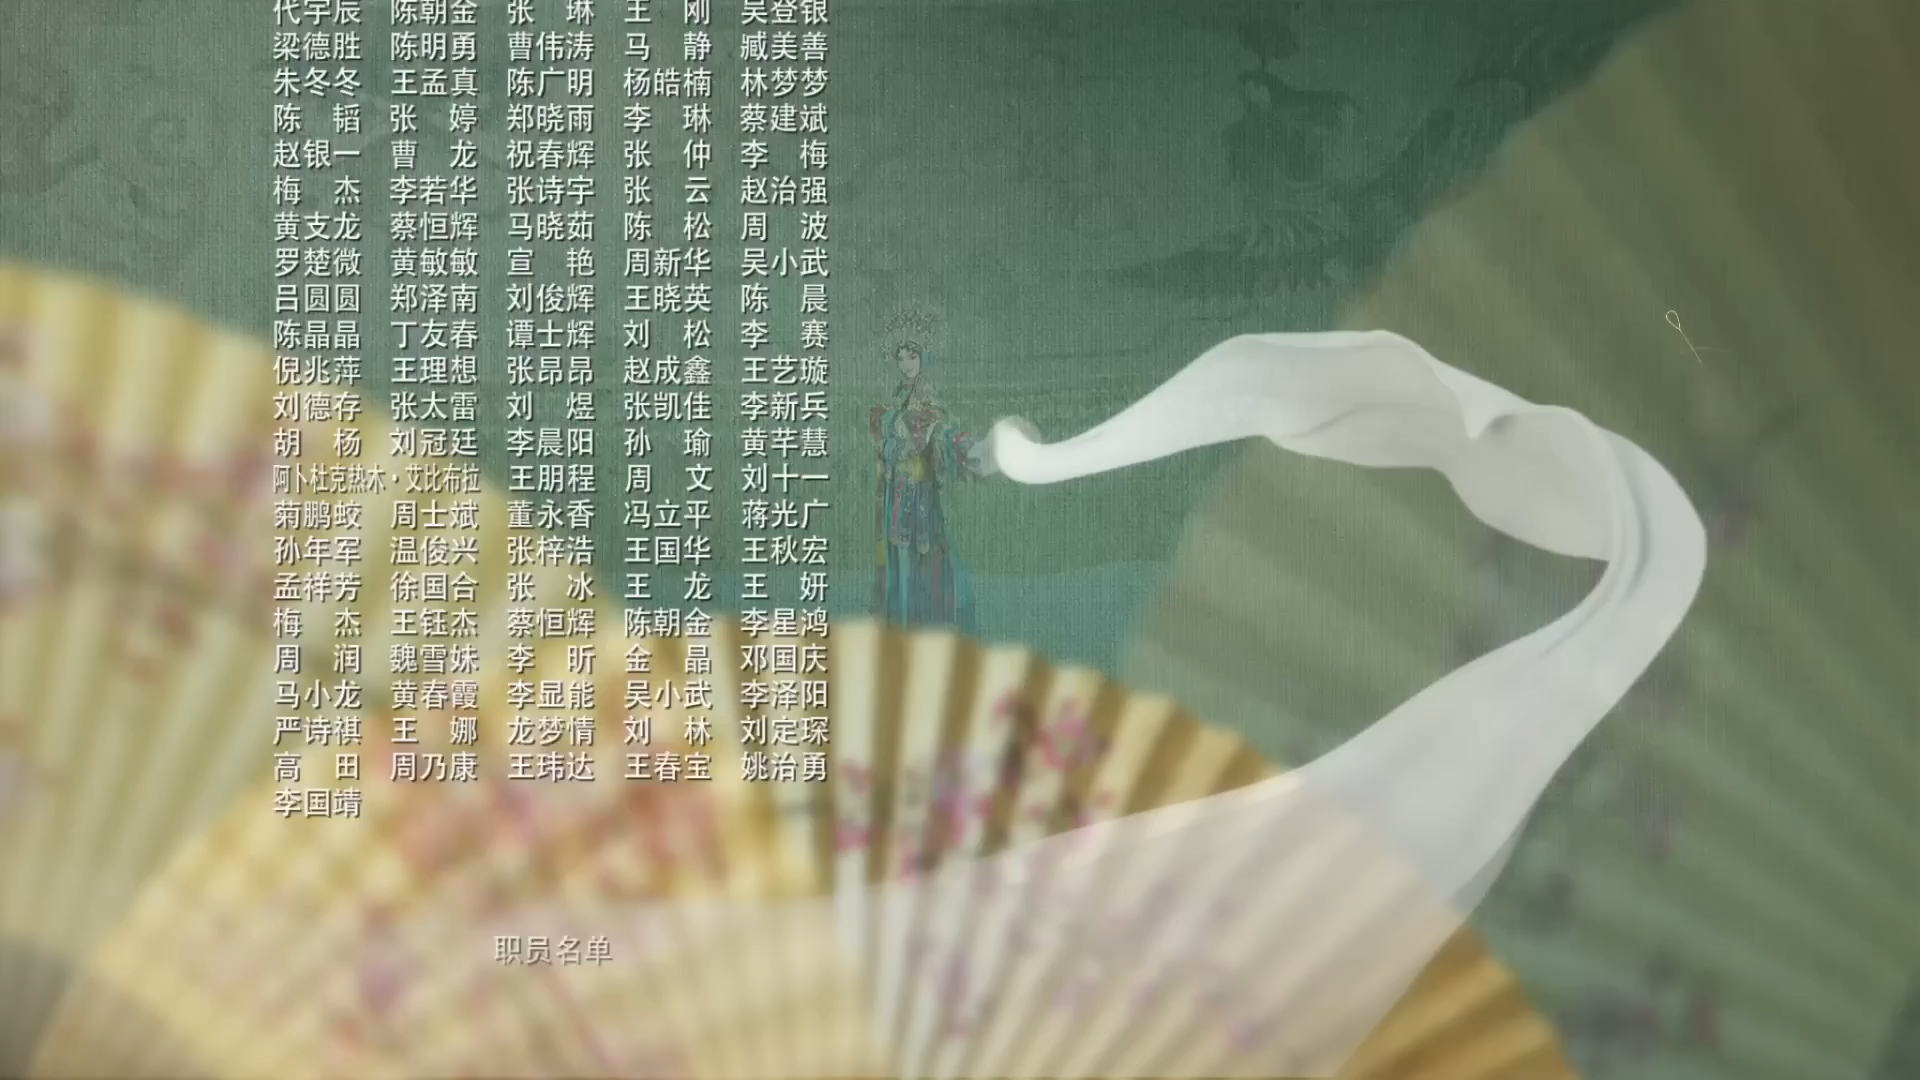 代宇辰 陈朝金 张 琳 王 刚 吴登银
梁德胜 陈明勇 曹伟涛 马 静 臧美善
朱冬冬 王孟真 陈广明 杨皓楠 林梦梦
陈 韬 张 婷 郑晓雨 李 琳 蔡建斌
赵银一 曹 龙 祝春辉 张 仲 李 梅
梅 杰 李若华 张诗宇 张 云 赵治强
黄支龙 蔡恒辉 马晓茹 陈 松 周 波
罗楚微 黄敏敏 宣 艳 周新华 吴小武
吕圆圆 郑泽南 刘俊辉 王晓英 陈 晨
陈晶晶 丁友春 谭士辉 刘 松 李 赛
倪兆萍 王理想 张昂昂 赵成鑫 王艺璇
刘德存 张太雷 刘 煜 张凯佳 李新兵
胡 杨 刘冠廷 李晨阳 孙 瑜 黄芊慧
阿卜杜克热木·艾比布拉 王朋程 周 文 刘十一
菊鹏蛟 周士斌 董永香 冯立平 蒋光广
孙年军 温俊兴 张梓浩 王国华 王秋宏
孟祥芳 徐国合 张 冰 王 龙 王 妍
梅 杰 王钰杰 蔡恒辉 陈朝金 李星鸿
周 润 魏雪妹 李 昕 金 晶 邓国庆
马小龙 黄春霞 李显能 吴小武 李泽阳
严诗祺 王 娜 龙梦情 刘 林 刘定琛
高 田 周乃康 王玮达 王春宝 姚治勇
李国靖
职员名单